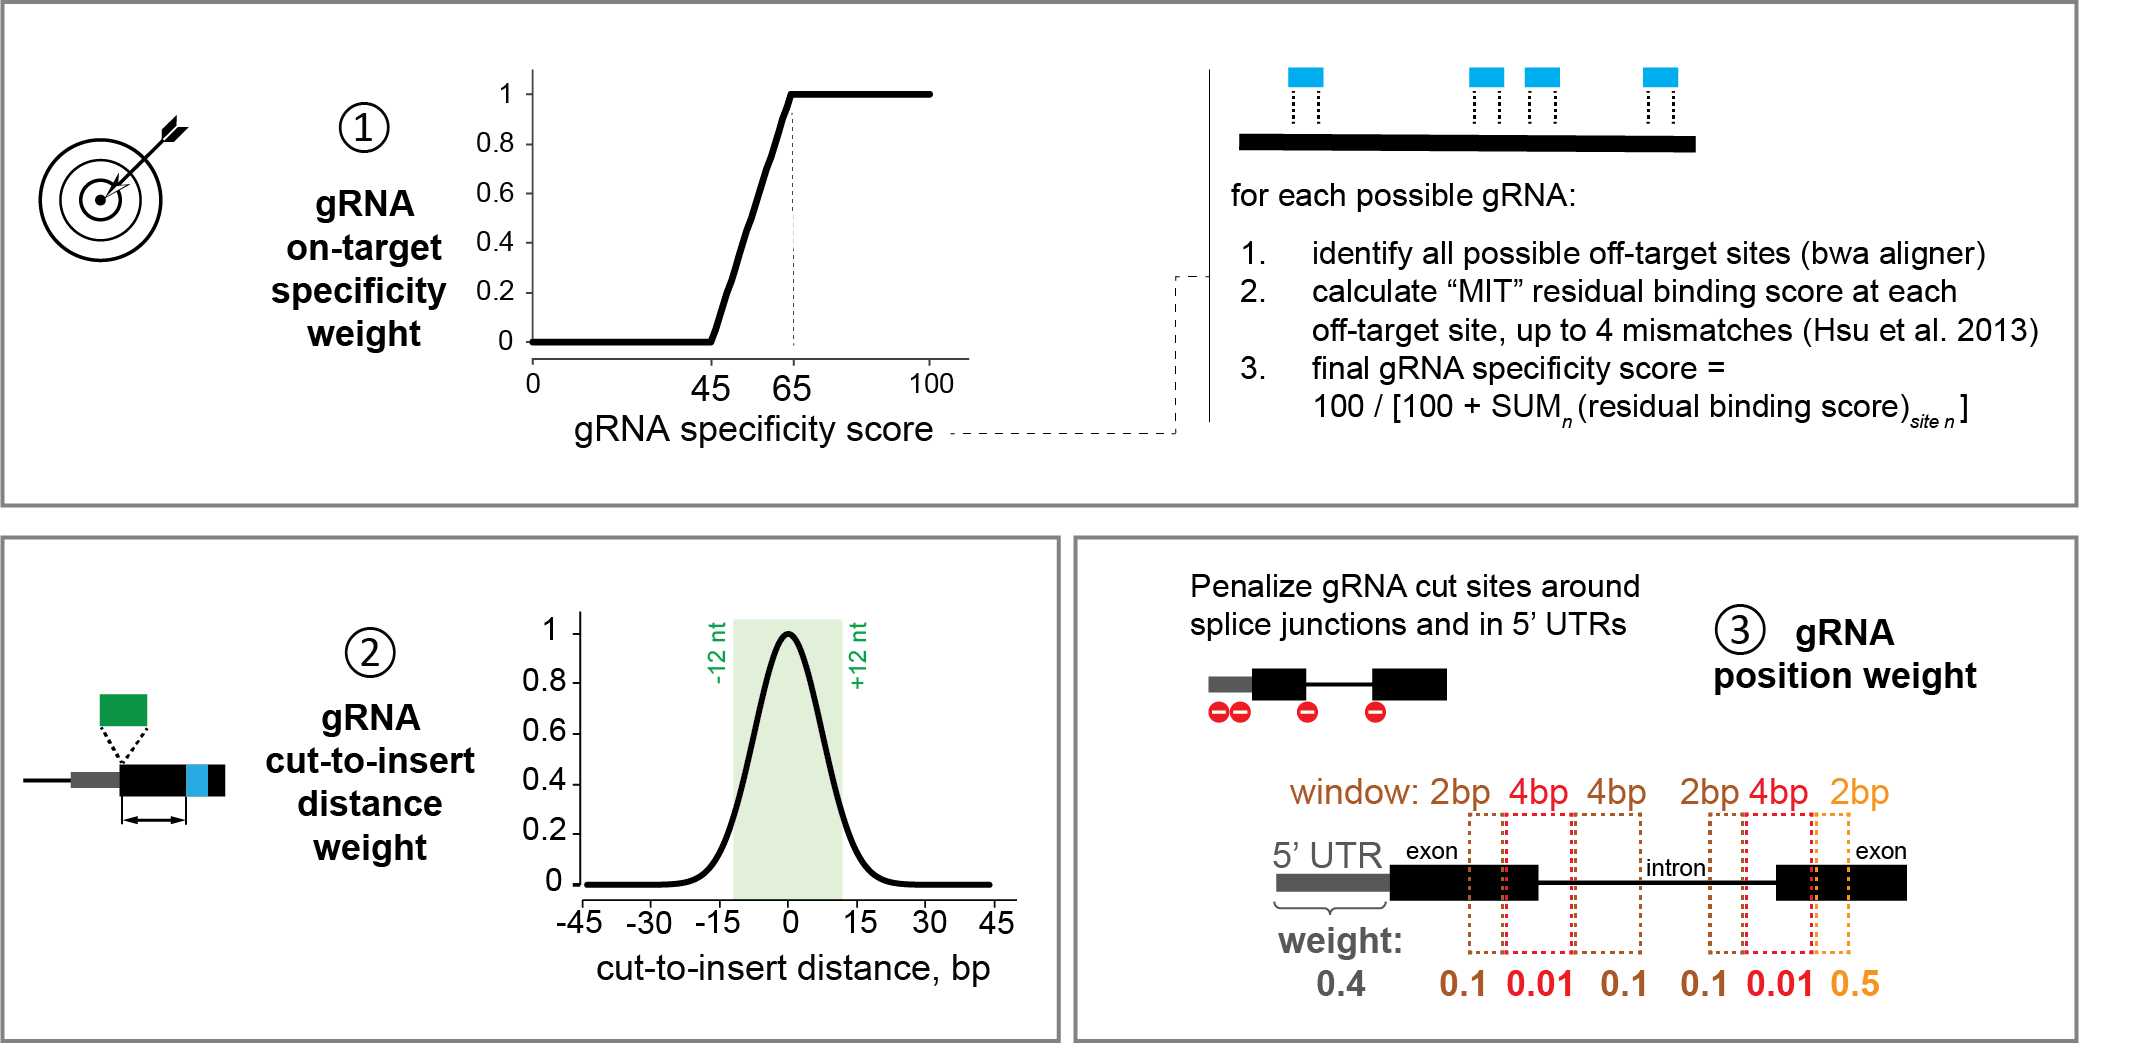 ①
gRNA
on-target
specificity
weight
1
0.8
0.6
0.4
0.2
0
0 45 65 100
gRNA specificity score
for each possible gRNA:
1. identify all possible off-target sites (bwa aligner)
2. calculate “MIT” residual binding score at each
off-target site, up to 4 mismatches (Hsu et al. 2013)
3. final gRNA specificity score =
100 / [100 + SUMn (residual binding score)site n ]
②
gRNA
cut-to-insert
distance
weight
-12 nt
+12 nt
1
0.8
0.6
0.4
0.2
0
-45 -30 -15 0 15 30 45
cut-to-insert distance, bp
Penalize gRNA cut sites around
splice junctions and in 5’ UTRs
③ gRNA
position weight
window: 2bp 4bp 4bp 2bp 4bp 2bp
5’ UTR exon intron exon
weight:
0.4 0.1 0.01 0.1 0.1 0.01 0.5